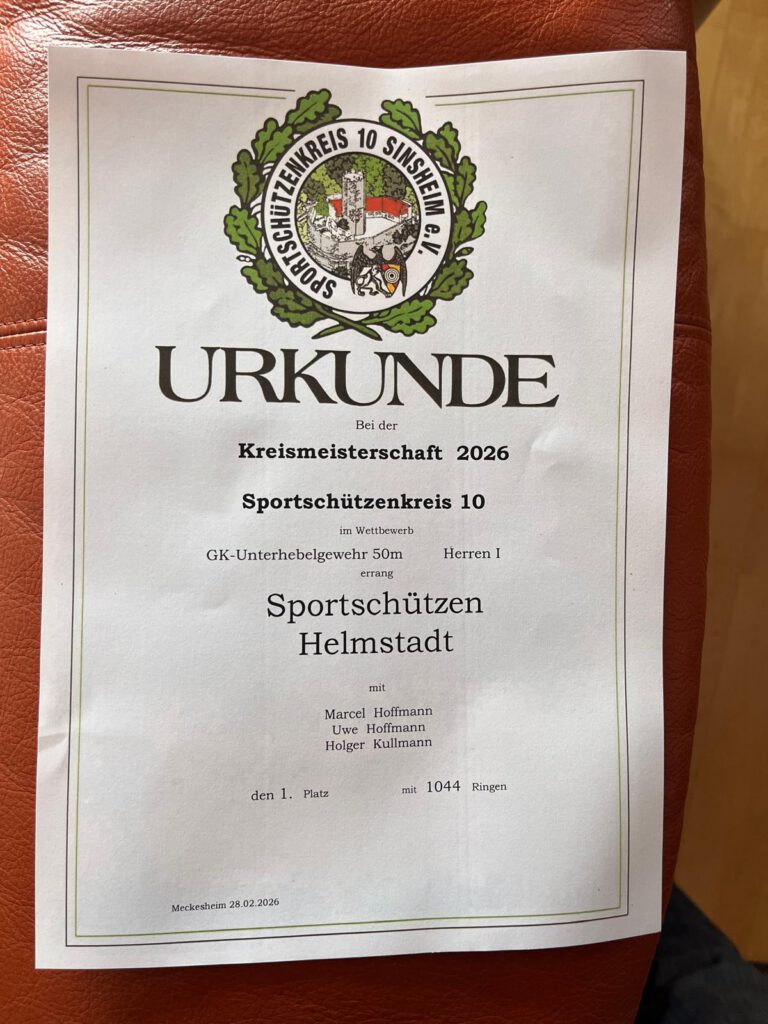 SPORTSCHÜTZENKREIS 10 SINSHEIM e.V.
URKUNDE
Bei der
Kreismeisterschaft 2026
Sportschützenkreis 10
im Wettbewerb
GK-Unterhebelgewehr 50m Herren I
errang
Sportschützen
Helmstadt
mit
Marcel Hoffmann
Uwe Hoffmann
Holger Kullmann
den 1. Platz mit 1044 Ringen
Meckesheim 28.02.2026